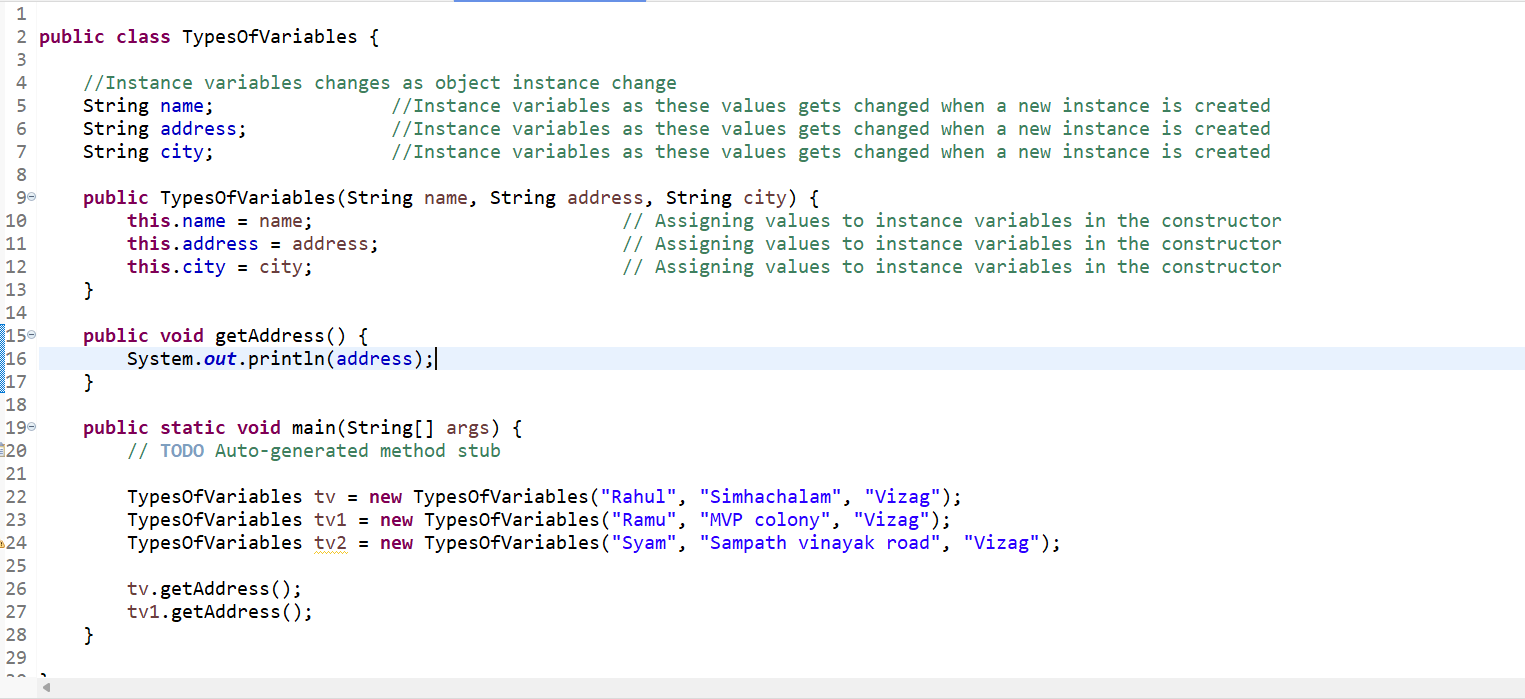 1
2 public class TypesOfVariables {
3
4     //Instance variables changes as object instance change
5     String name;                //Instance variables as these values gets changed when a new instance is created
6     String address;             //Instance variables as these values gets changed when a new instance is created
7     String city;                //Instance variables as these values gets changed when a new instance is created
8
9     public TypesOfVariables(String name, String address, String city) {
10         this.name = name;                            // Assigning values to instance variables in the constructor
11         this.address = address;                      // Assigning values to instance variables in the constructor
12         this.city = city;                            // Assigning values to instance variables in the constructor
13     }
14
15     public void getAddress() {
16         System.out.println(address);
17     }
18
19     public static void main(String[] args) {
20         // TODO Auto-generated method stub
21
22         TypesOfVariables tv = new TypesOfVariables("Rahul", "Simhachalam", "Vizag");
23         TypesOfVariables tv1 = new TypesOfVariables("Ramu", "MVP colony", "Vizag");
24         TypesOfVariables tv2 = new TypesOfVariables("Syam", "Sampath vinayak road", "Vizag");
25
26         tv.getAddress();
27         tv1.getAddress();
28     }
29